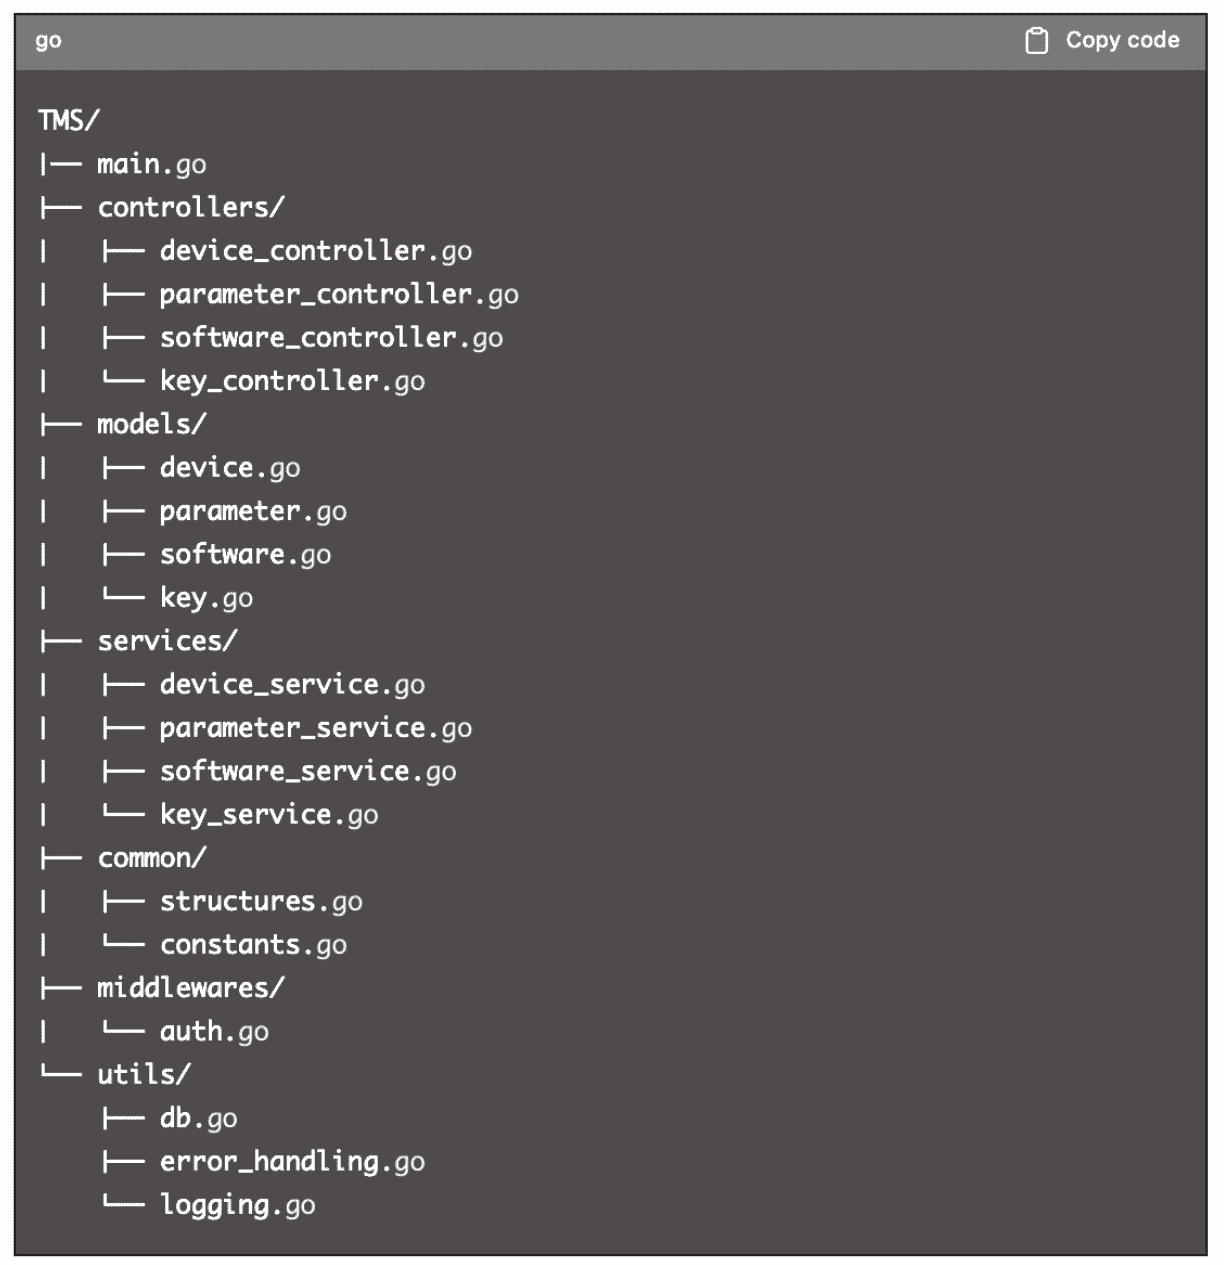 go
Copy code
TMS/
|── main.go
├── controllers/
|   ├── device_controller.go
|   ├── parameter_controller.go
|   ├── software_controller.go
|   └── key_controller.go
├── models/
|   ├── device.go
|   ├── parameter.go
|   ├── software.go
|   └── key.go
├── services/
|   ├── device_service.go
|   ├── parameter_service.go
|   ├── software_service.go
|   └── key_service.go
├── common/
|   ├── structures.go
|   └── constants.go
├── middlewares/
|   └── auth.go
└── utils/
    ├── db.go
    ├── error_handling.go
    └── logging.go